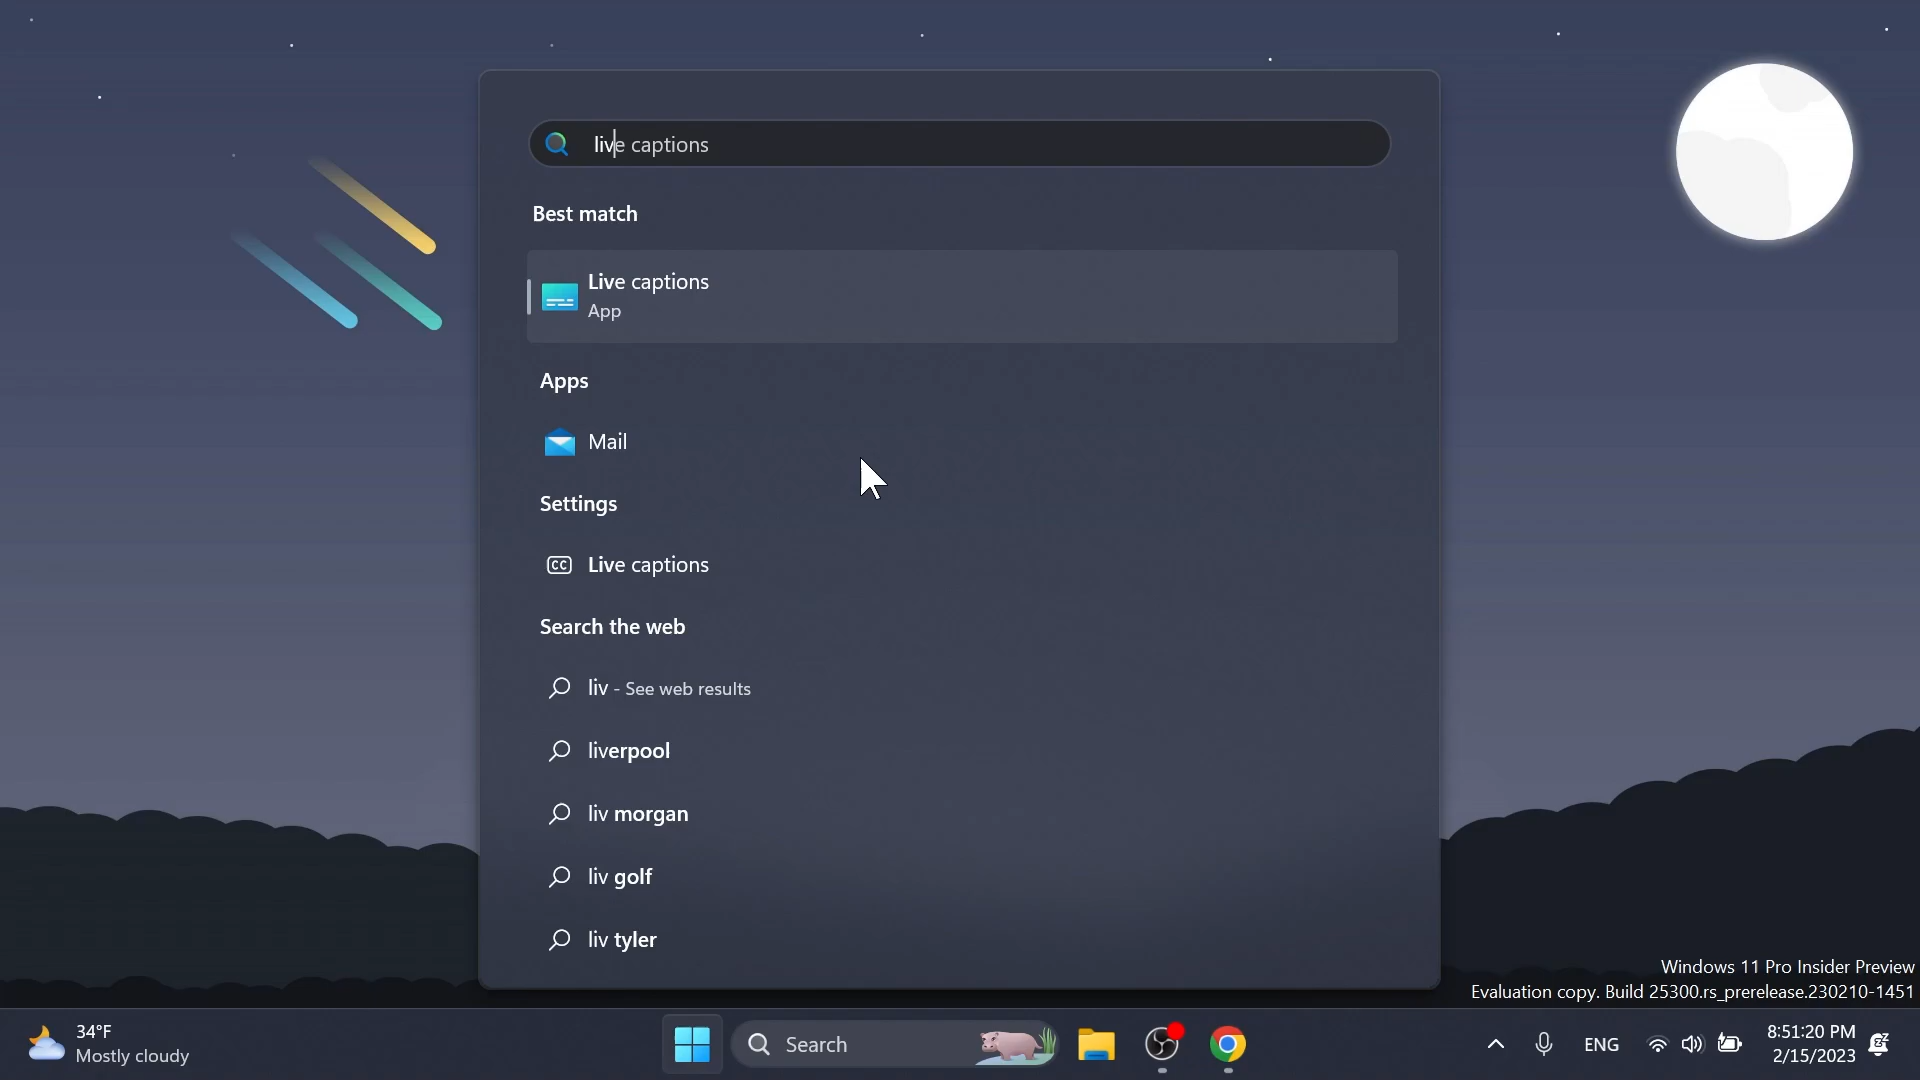 live captions
Best match
Live captions
App
Apps
Mail
Settings
CC Live captions
Search the web
liv - See web results
liverpool
liv morgan
liv golf
liv tyler
Windows 11 Pro Insider Preview
Evaluation copy. Build 25300.rs_prerelease.230210-1451
34°F
Mostly cloudy
Search
ENG
8:51:20 PM
2/15/2023